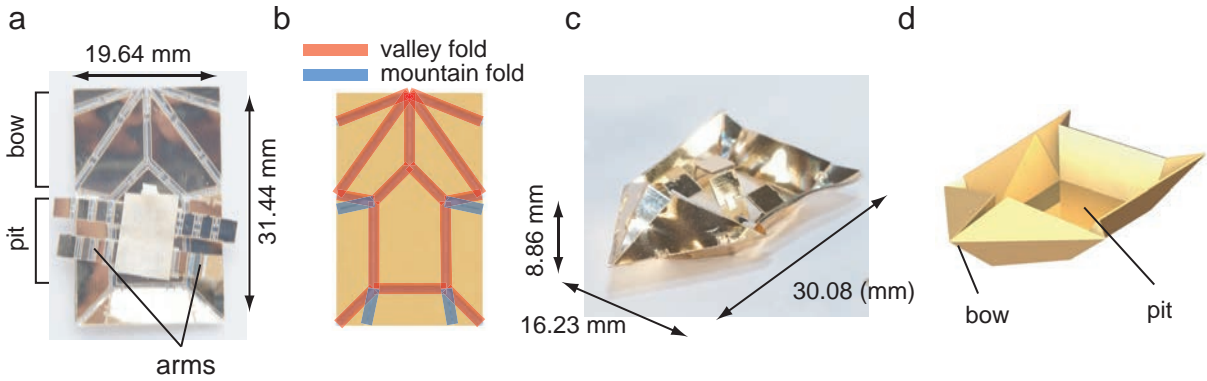 a
19.64 mm
bow
pit
31.44 mm
arms
b
valley fold
mountain fold
c
8.86 mm
16.23 mm
30.08 (mm)
d
bow
pit